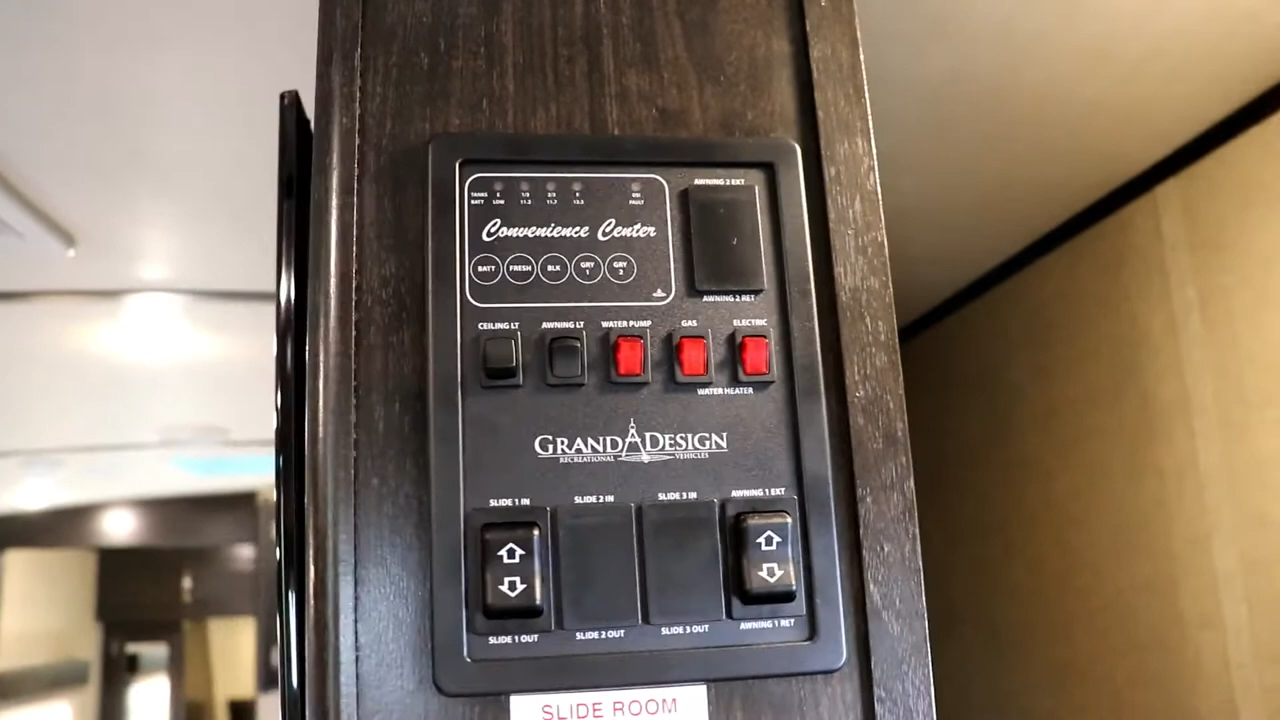 AWNING 2 EXT
TANKS E 1/3 2/3 F
BATT LOW 11.2 11.7 12.3 FAULT
Convenience Center
BATT FRESH BLK GRY 1 GRY 2
AWNING 2 RET
CEILING LT AWNING LT WATER PUMP GAS ELECTRIC
WATER HEATER
GRAND DESIGN
RECREATIONAL VEHICLES
SLIDE 1 IN SLIDE 2 IN SLIDE 3 IN AWNING 1 EXT
SLIDE 1 OUT SLIDE 2 OUT SLIDE 3 OUT AWNING 1 RET
SLIDE ROOM